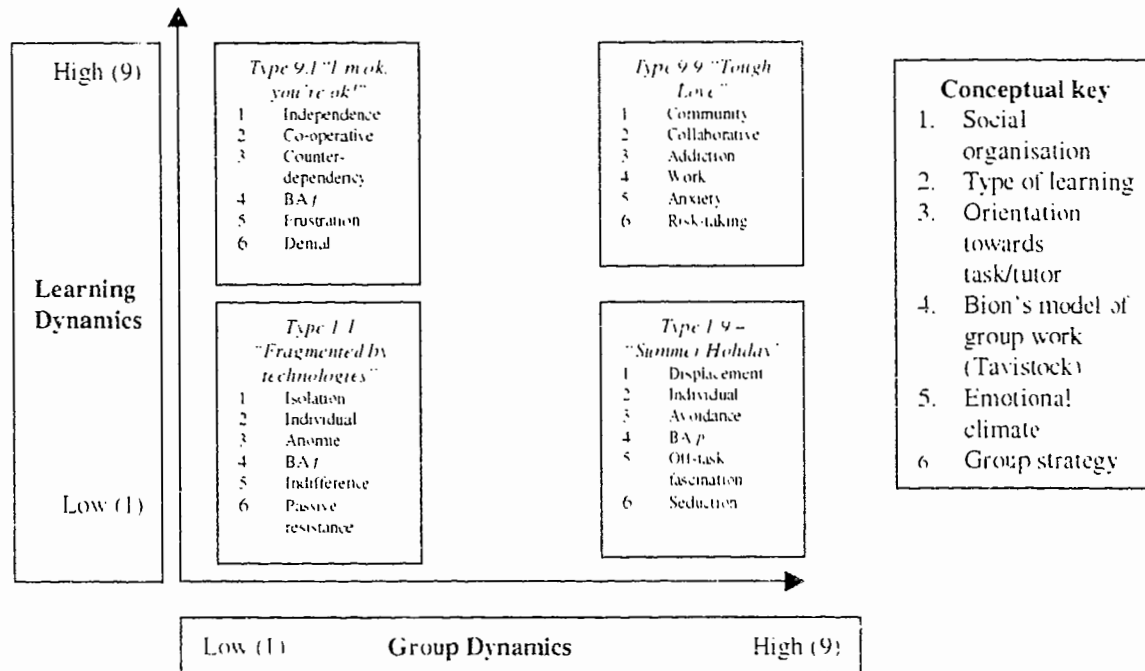 High (9)
Learning
Dynamics
Low (1)
Type 9.1 "I'm ok,
you're ok!"
1 Independence
2 Co-operative
3 Counter-
dependency
4 BA f
5 Frustration
6 Denial
Type 9.9 "Tough
Love"
1 Community
2 Collaborative
3 Addiction
4 Work
5 Anxiety
6 Risk-taking
Type 1.1
"Fragmented by
technologies"
1 Isolation
2 Individual
3 Anomie
4 BA f
5 Indifference
6 Passive
resistance
Type 1.9 –
"Summer Holiday"
1 Displacement
2 Individual
3 Avoidance
4 BA p
5 Off-task
fascination
6 Seduction
Conceptual key
1. Social
organisation
2. Type of learning
3. Orientation
towards
task/tutor
4. Bion's model of
group work
(Tavistock)
5. Emotional
climate
6 Group strategy
Low (1) Group Dynamics High (9)